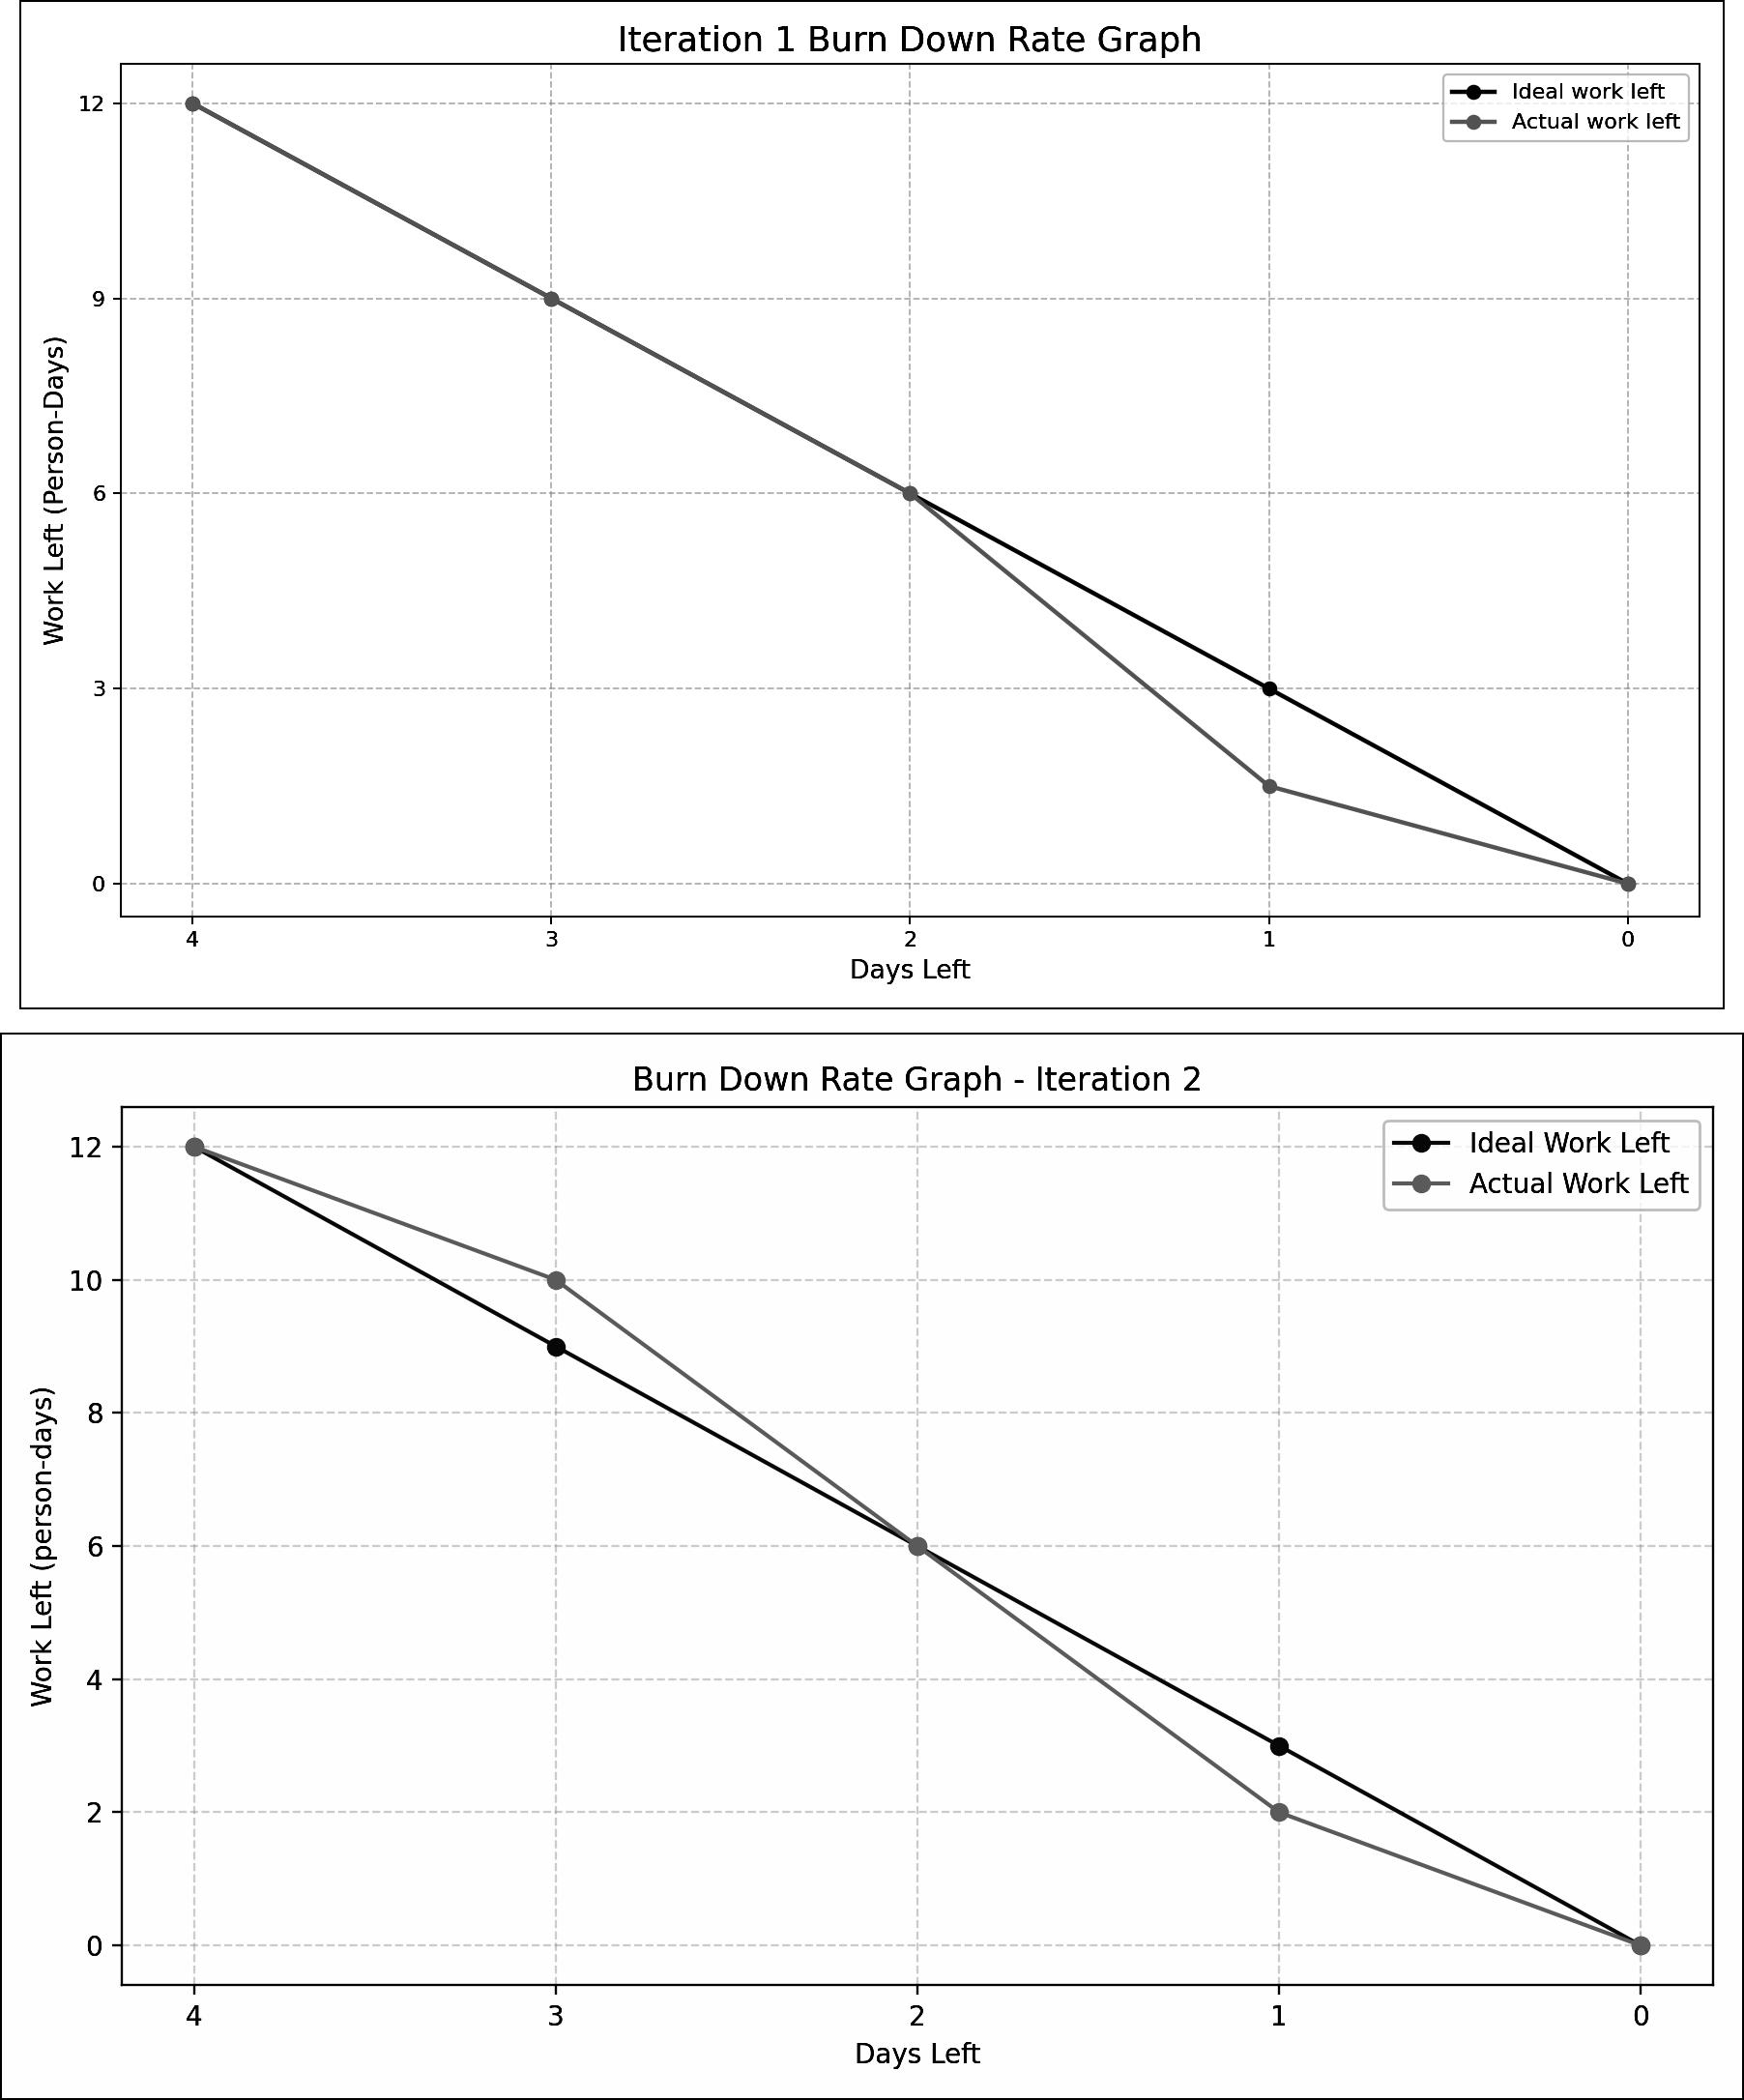 Iteration 1 Burn Down Rate Graph
Ideal work left
Actual work left
12
9
6
3
0
Work Left (Person-Days)
4 3 2 1 0
Days Left
Burn Down Rate Graph - Iteration 2
Ideal Work Left
Actual Work Left
12
10
8
6
4
2
0
Work Left (person-days)
4 3 2 1 0
Days Left